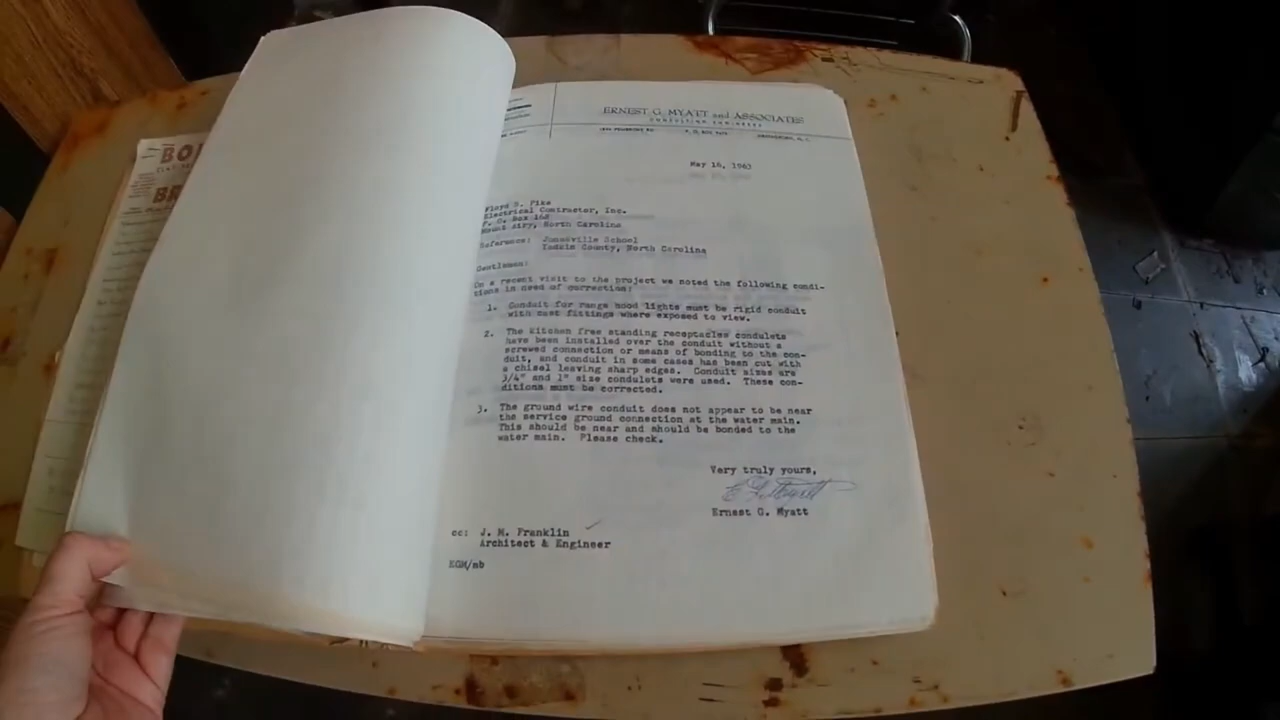 BO
BR
ERNEST G. MYATT and ASSOCIATES
CONSULTING ENGINEERS
P. O. BOX
May 16, 1963
Floyd S. Pike
Electrical Contractor, Inc.
P. O. Box 168
Mount Airy, North Carolina
Reference: Jonesville School
Yadkin County, North Carolina
Gentlemen:
On a recent visit to the project we noted the following condi-
tions in need of correction:
1. Conduit for range hood lights must be rigid conduit
with cast fittings where exposed to view.
2. The kitchen free standing receptacles condulets
have been installed over the conduit without a
screwed connection or means of bonding to the con-
duit, and conduit in some cases has been cut with
a chisel leaving sharp edges. Conduit sizes are
3/4" and 1" size condulets were used. These con-
ditions must be corrected.
3. The ground wire conduit does not appear to be near
the service ground connection at the water main.
This should be near and should be bonded to the
water main. Please check.
Very truly yours,
Ernest G. Myatt
cc: J. M. Franklin
Architect & Engineer
EGM/mb